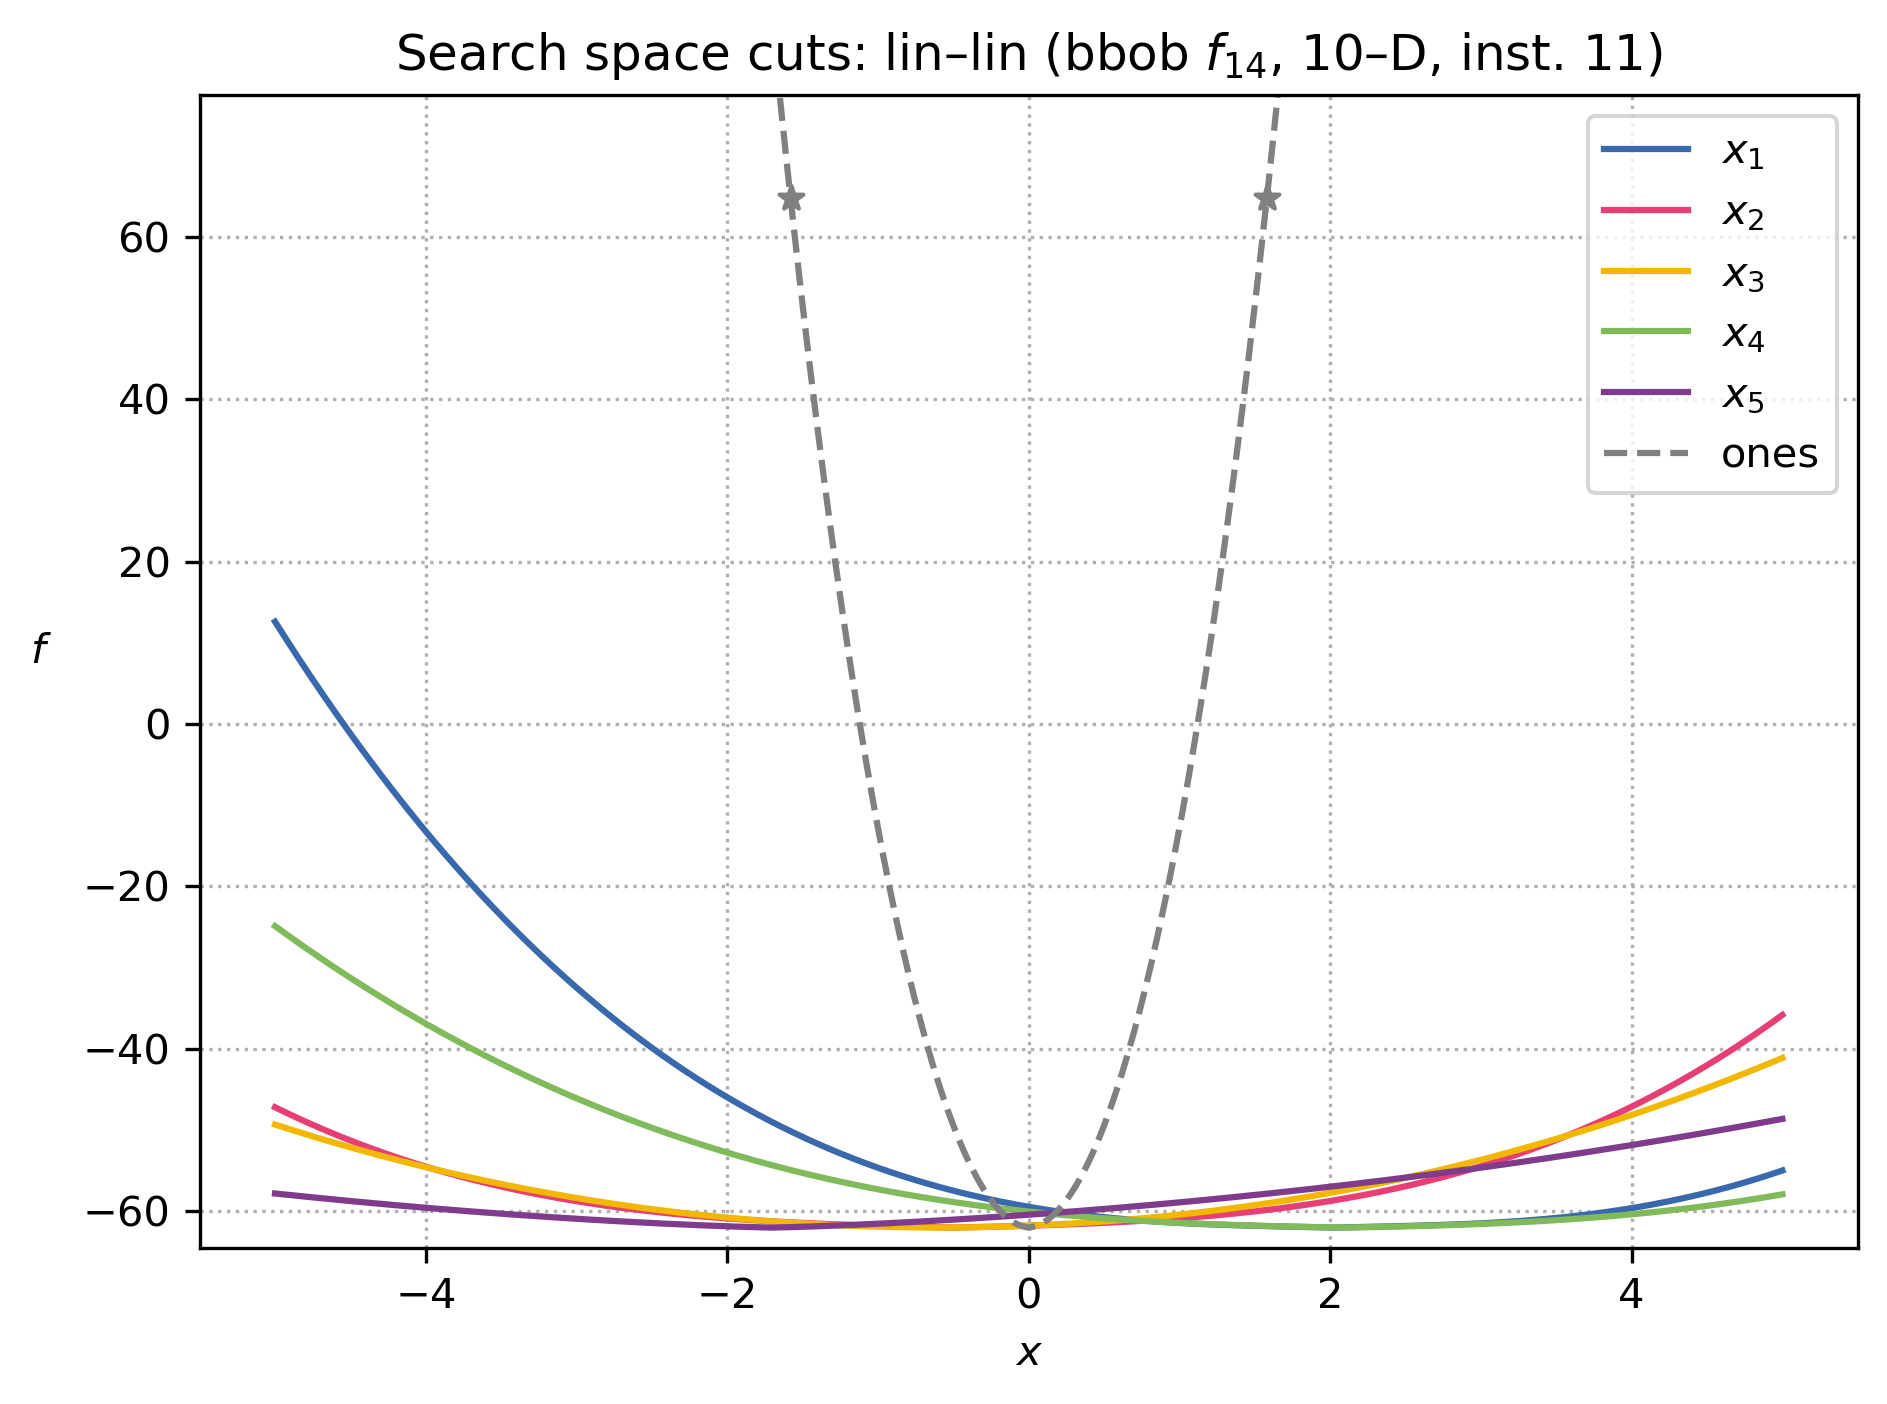 Search space cuts: lin–lin (bbob f₁₄, 10–D, inst. 11)
x₁
x₂
x₃
x₄
x₅
ones
60
40
20
0
−20
−40
−60
f
−4 −2 0 2 4
x